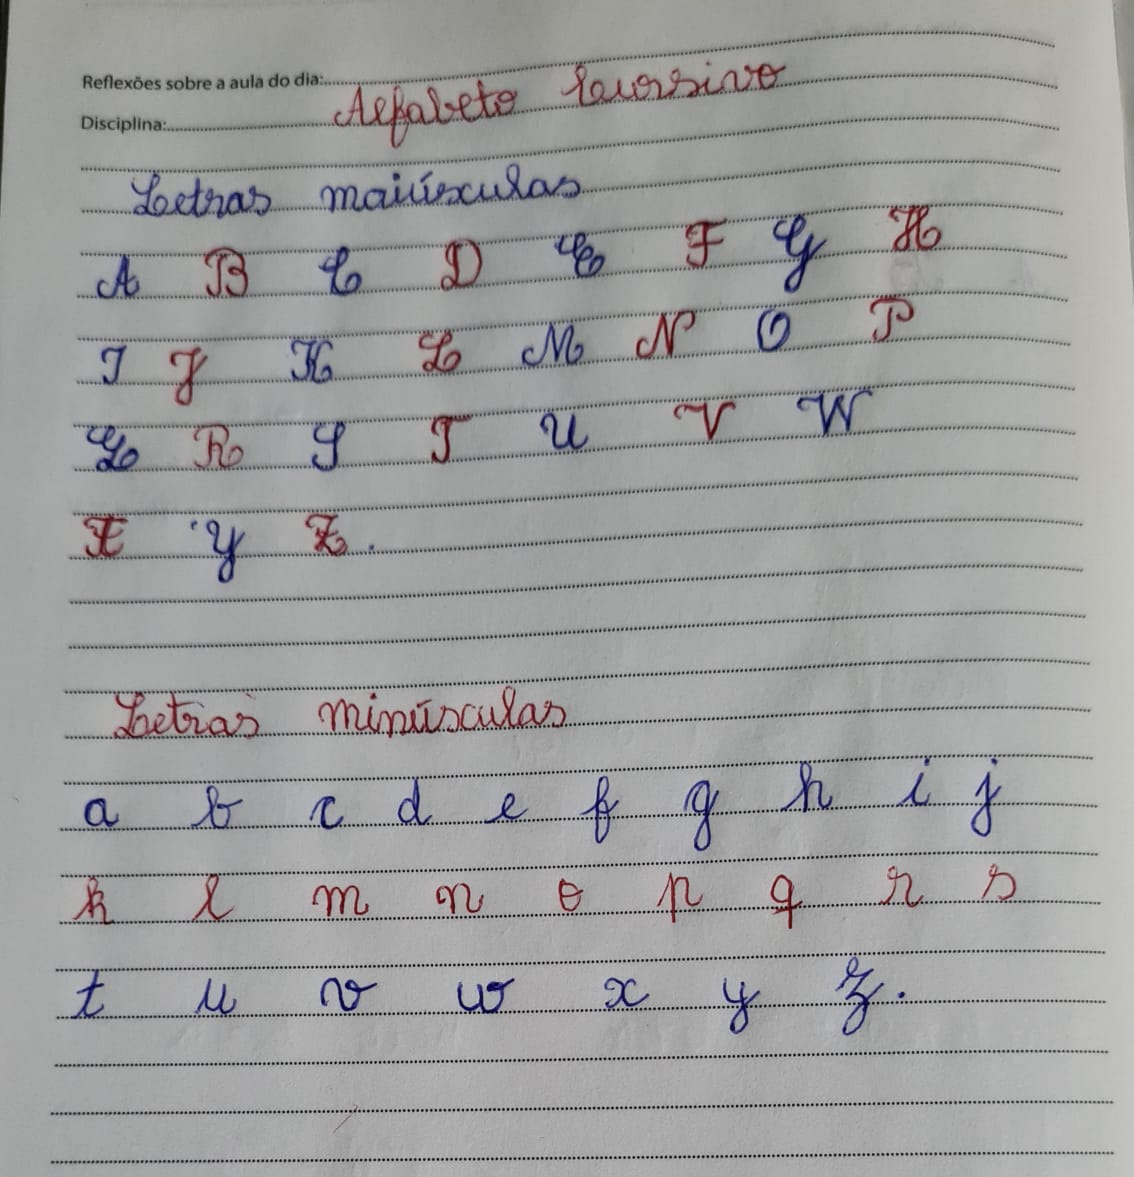 Reflexões sobre a aula do dia:
Disciplina: Alfabeto Cursivo
Letras maiúsculas
A B C D E F G H
I J K L M N O P
Q R S T U V W
X Y Z.
Letras minúsculas
a b c d e f g h i j
k l m n o p q r s
t u v w x y z.